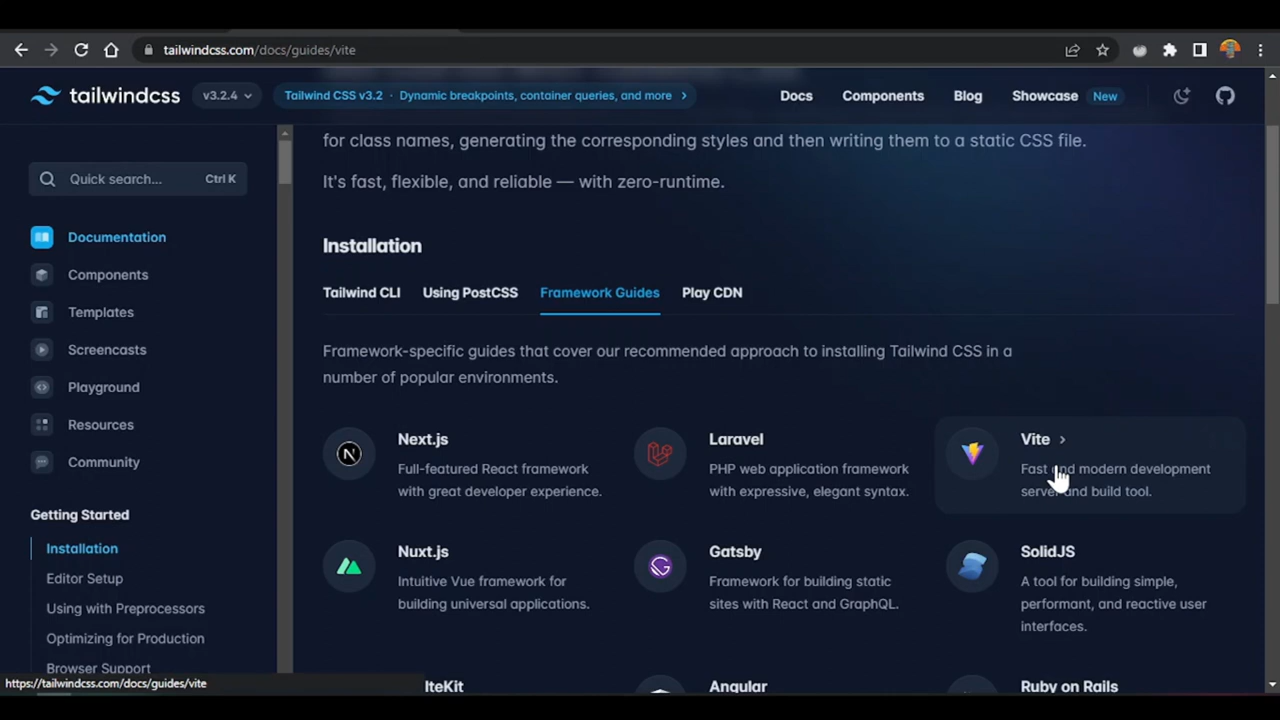 tailwindcss.com/docs/guides/vite
tailwindcss
v3.2.4
Tailwind CSS v3.2 · Dynamic breakpoints, container queries, and more
Docs
Components
Blog
Showcase
New
Quick search...
Ctrl K
Documentation
Components
Templates
Screencasts
Playground
Resources
Community
Getting Started
Installation
Editor Setup
Using with Preprocessors
Optimizing for Production
Browser Support
for class names, generating the corresponding styles and then writing them to a static CSS file.
It's fast, flexible, and reliable — with zero-runtime.
Installation
Tailwind CLI
Using PostCSS
Framework Guides
Play CDN
Framework-specific guides that cover our recommended approach to installing Tailwind CSS in a
number of popular environments.
Next.js
Full-featured React framework
with great developer experience.
Laravel
PHP web application framework
with expressive, elegant syntax.
Vite
Fast and modern development
server and build tool.
Nuxt.js
Intuitive Vue framework for
building universal applications.
Gatsby
Framework for building static
sites with React and GraphQL.
SolidJS
A tool for building simple,
performant, and reactive user
interfaces.
lteKit
Angular
Ruby on Rails
https://tailwindcss.com/docs/guides/vite